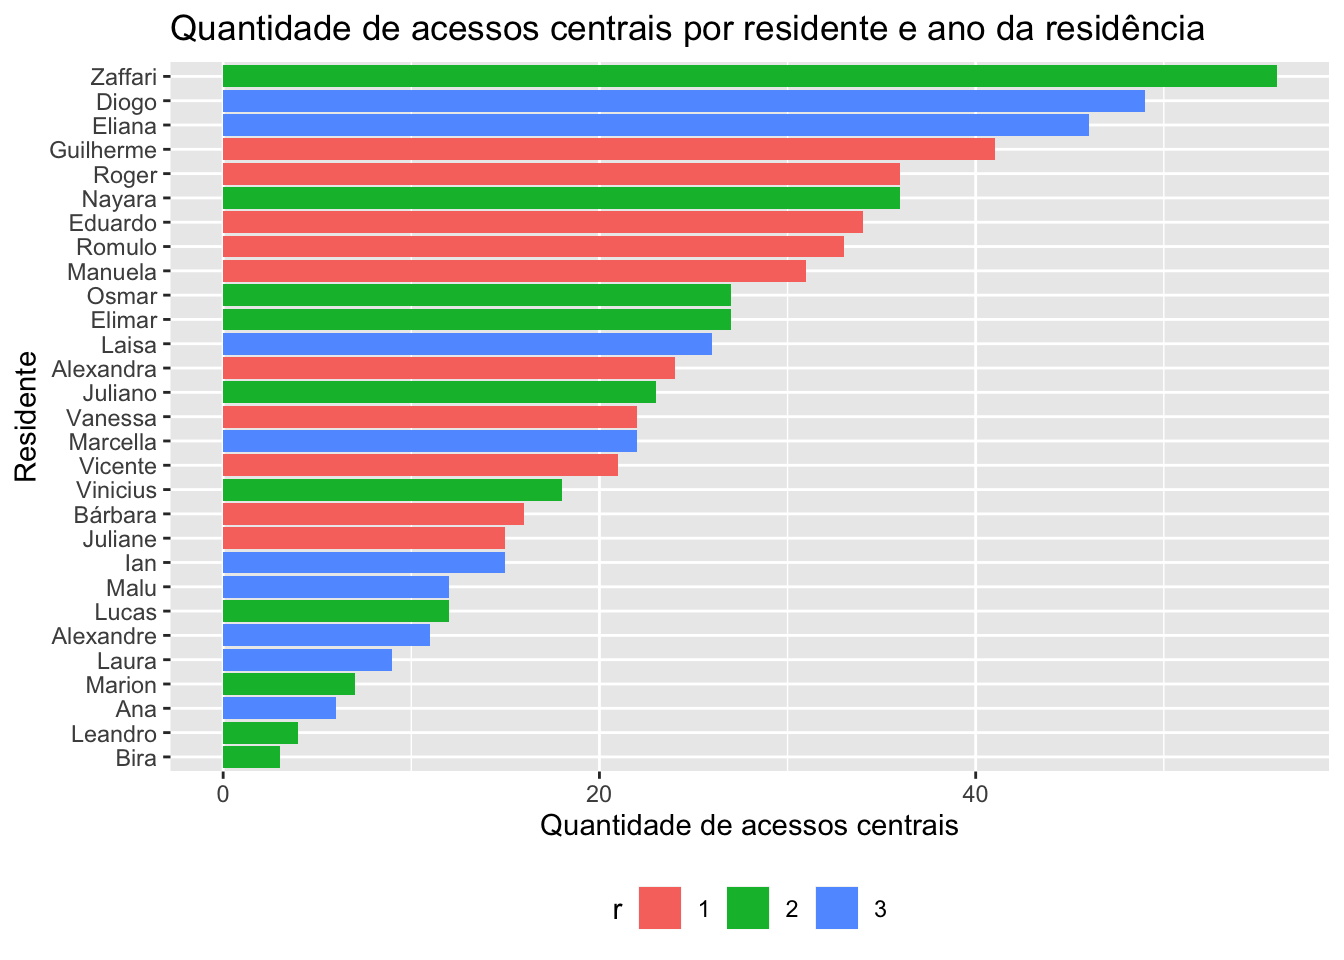 Quantidade de acessos centrais por residente e ano da residência
Zaffari
Diogo
Eliana
Guilherme
Roger
Nayara
Eduardo
Romulo
Manuela
Osmar
Elimar
Laisa
Alexandra
Juliano
Vanessa
Marcella
Vicente
Vinicius
Bárbara
Juliane
Ian
Malu
Lucas
Alexandre
Laura
Marion
Ana
Leandro
Bira
Residente
0 20 40
Quantidade de acessos centrais
r 1 2 3